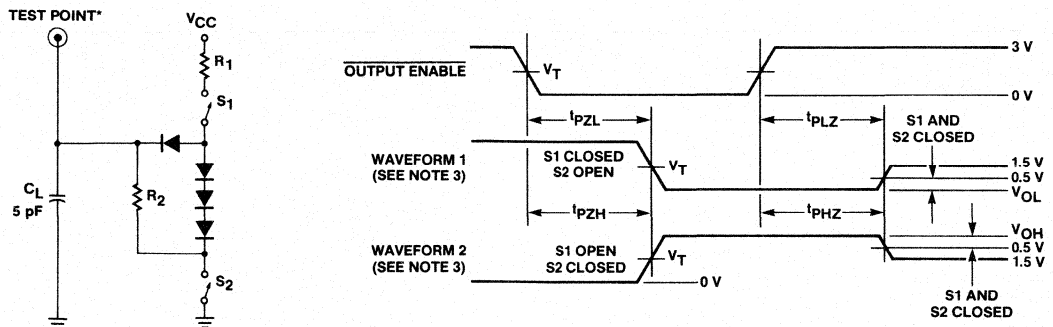 TEST POINT*
VCC
R1
S1
CL
5 pF
R2
S2
OUTPUT ENABLE
VT
3 V
0 V
tPZL
tPLZ
S1 AND
S2 CLOSED
WAVEFORM 1
(SEE NOTE 3)
S1 CLOSED
S2 OPEN
VT
1.5 V
0.5 V
VOL
tPZH
tPHZ
WAVEFORM 2
(SEE NOTE 3)
S1 OPEN
S2 CLOSED
VT
0 V
VOH
0.5 V
1.5 V
S1 AND
S2 CLOSED